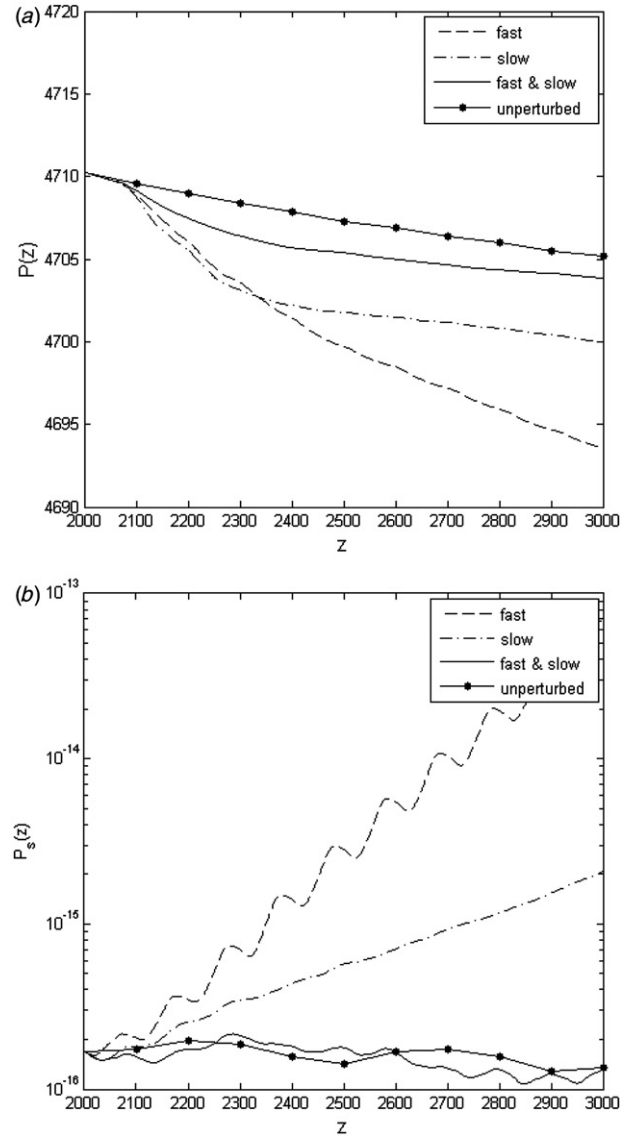 (a)
4720
4715
4710
4705
4700
4695
4690
P(z)
2000 2100 2200 2300 2400 2500 2600 2700 2800 2900 3000
z
fast
slow
fast & slow
unperturbed
(b)
10-13
10-14
10-15
10-16
Ps(z)
2000 2100 2200 2300 2400 2500 2600 2700 2800 2900 3000
z
fast
slow
fast & slow
unperturbed